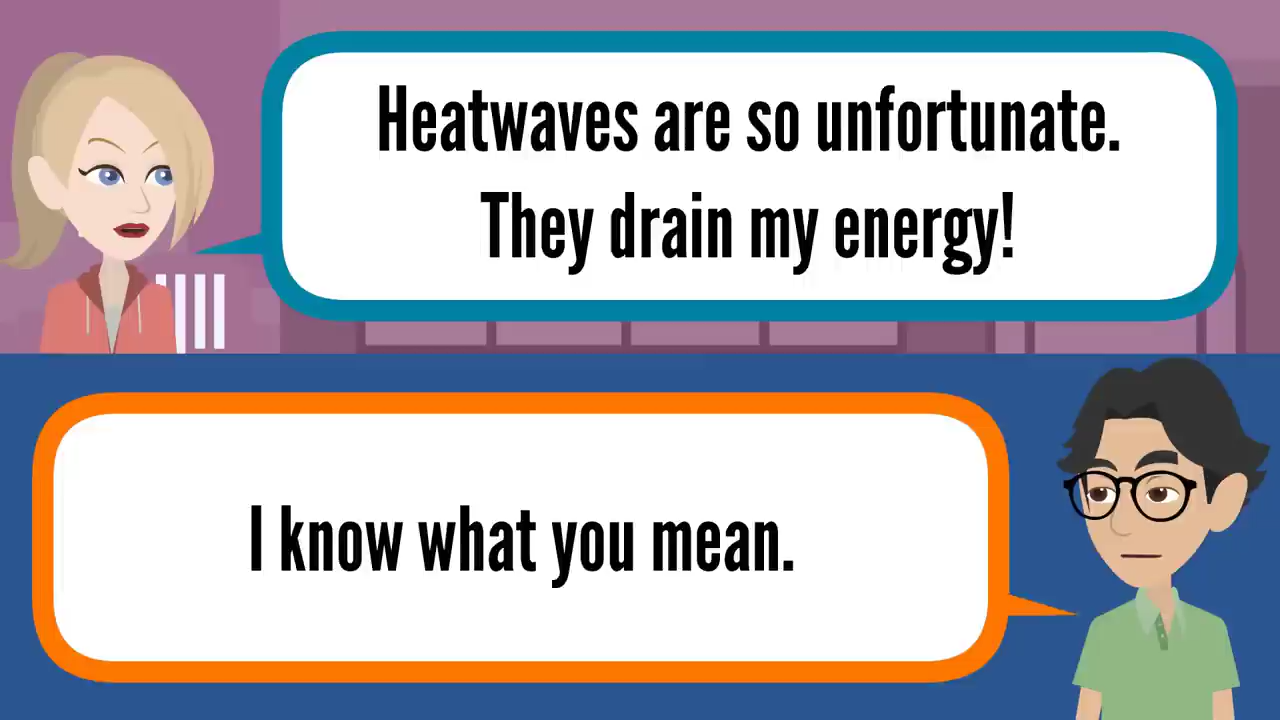 Heatwaves are so unfortunate.
They drain my energy!
I know what you mean.